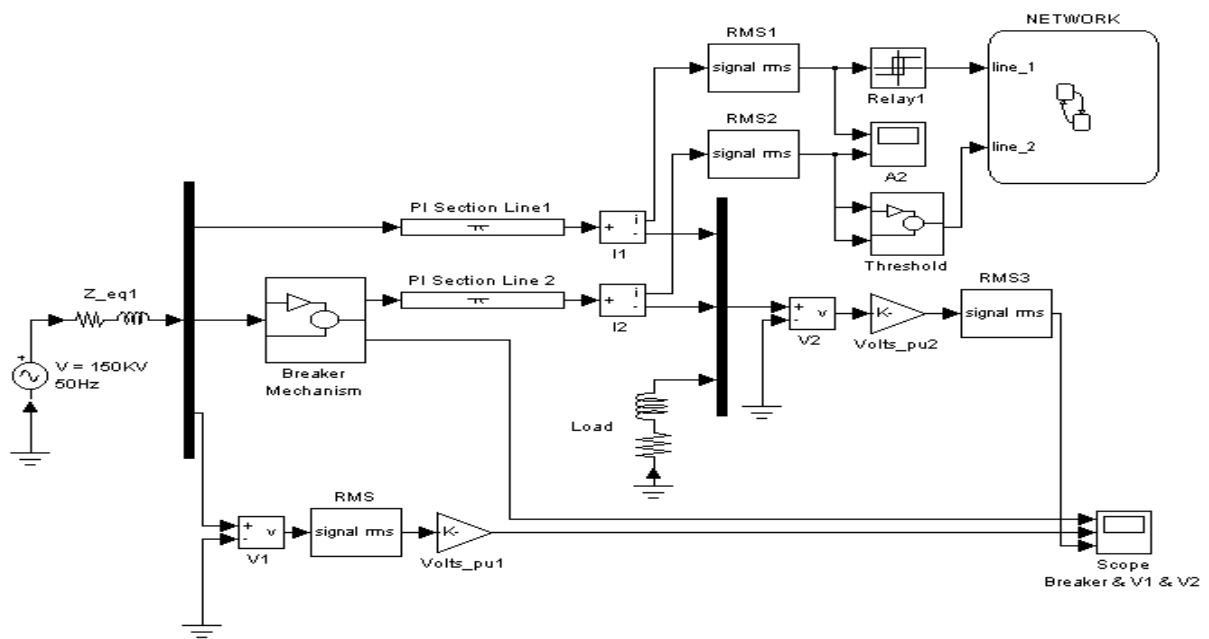 NETWORK
RMS1
signal rms
line_1
Relay1
RMS2
signal rms
line_2
A2
PI Section Line1
+
i
-
I1
Threshold
Z_eq1
PI Section Line 2
+
i
-
I2
RMS3
+
-
v
K-
signal rms
V2
Volts_pu2
+
V = 150KV
50Hz
Breaker
Mechanism
Load
RMS
+
-
v
signal rms
K-
V1
Volts_pu1
Scope
Breaker & V1 & V2